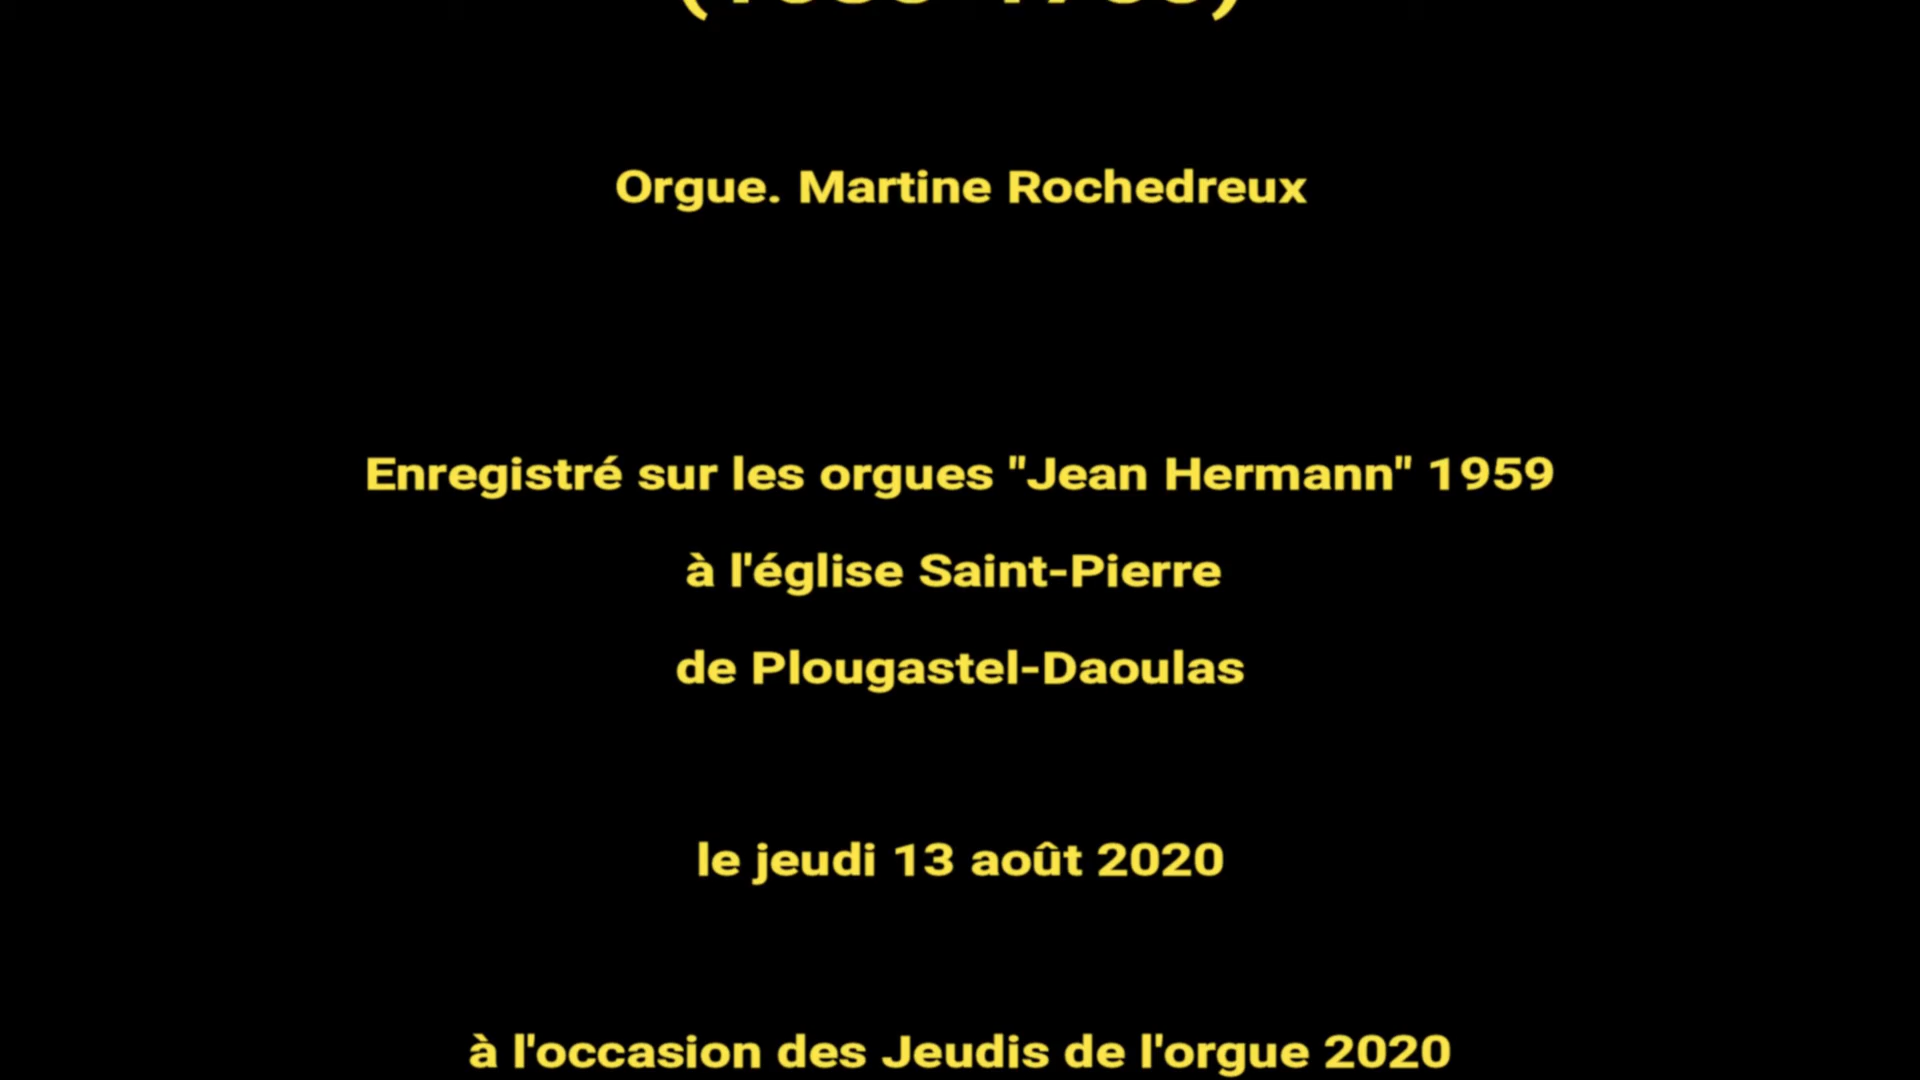 Orgue. Martine Rochedreux
Enregistré sur les orgues "Jean Hermann" 1959
à l'église Saint-Pierre
de Plougastel-Daoulas
le jeudi 13 août 2020
à l'occasion des Jeudis de l'orgue 2020